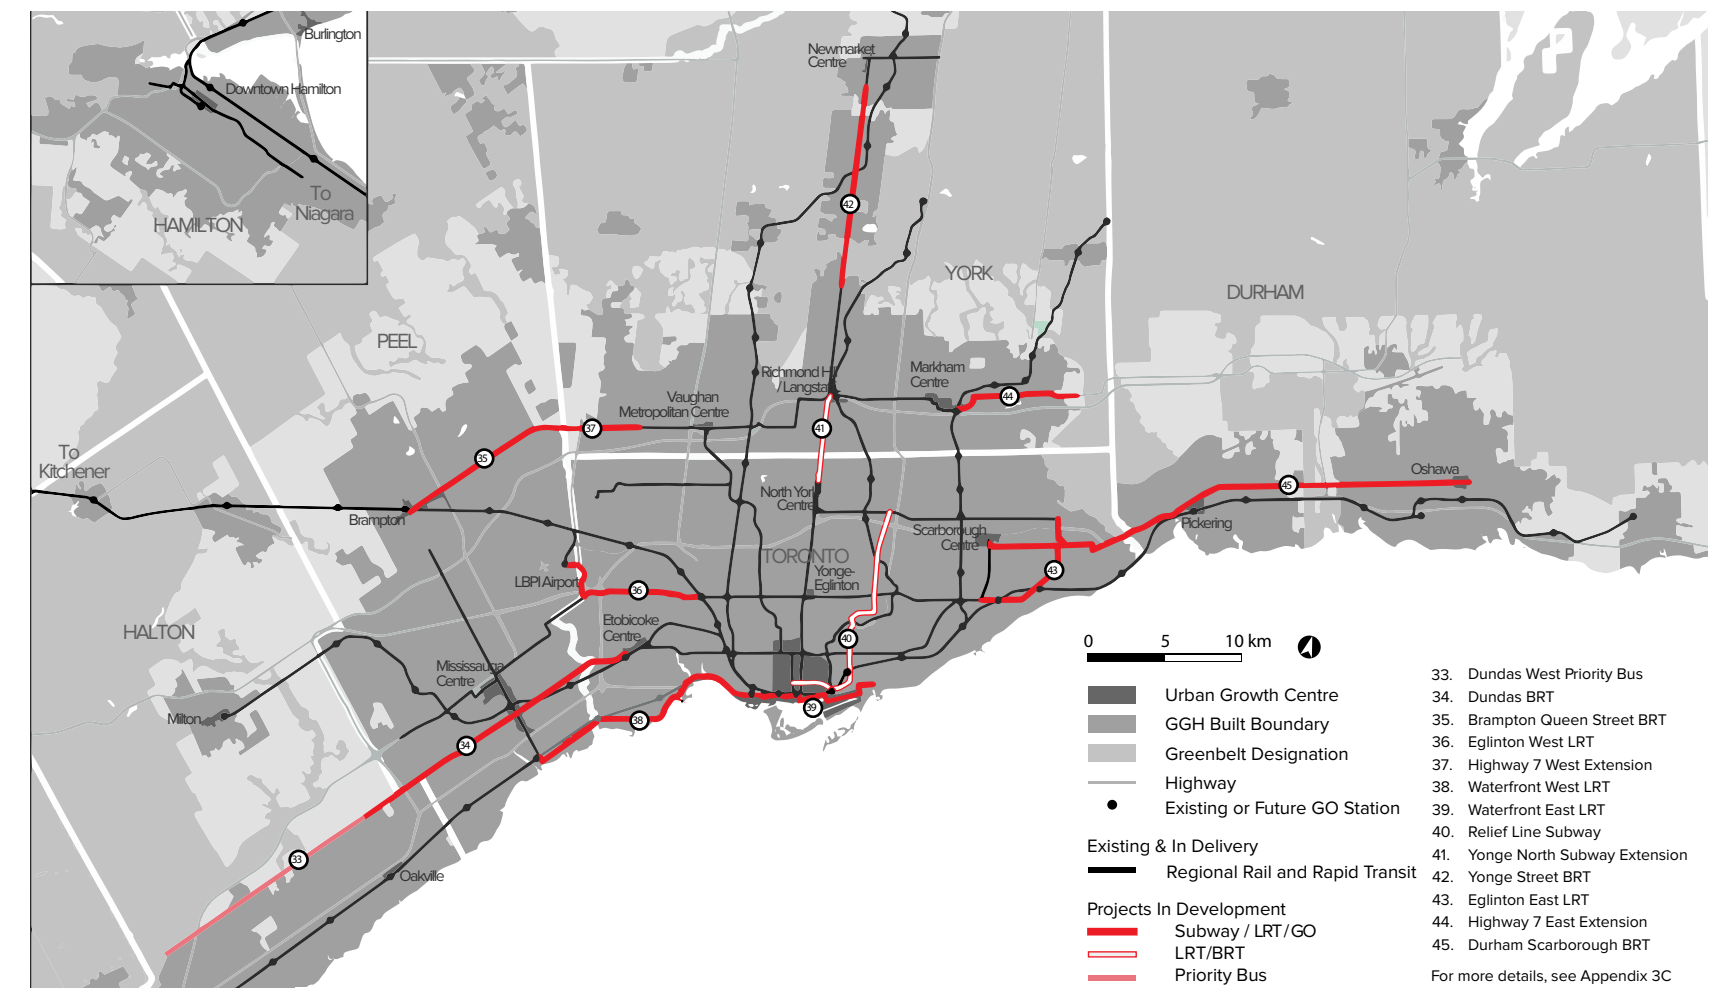 Burlington
Downtown Hamilton
To
Niagara
HAMILTON
Newmarket
Centre
42
YORK
DURHAM
PEEL
Richmond H
/ Langsta
Markham
Centre
44
Vaughan
Metropolitan Centre
37
41
35
To
Kitchener
Oshawa
45
North York
Centre
Brampton
Scarborough
Centre
Pickering
TORONTO
Yonge-
Eglinton
43
LBPI Airport
36
HALTON
Etobicoke
Centre
40
Mississauga
Centre
39
38
Milton
34
33
Oakville
0 5 10 km
Urban Growth Centre
GGH Built Boundary
Greenbelt Designation
Highway
Existing or Future GO Station
Existing & In Delivery
Regional Rail and Rapid Transit
Projects In Development
Subway / LRT / GO
LRT/BRT
Priority Bus
33. Dundas West Priority Bus
34. Dundas BRT
35. Brampton Queen Street BRT
36. Eglinton West LRT
37. Highway 7 West Extension
38. Waterfront West LRT
39. Waterfront East LRT
40. Relief Line Subway
41. Yonge North Subway Extension
42. Yonge Street BRT
43. Eglinton East LRT
44. Highway 7 East Extension
45. Durham Scarborough BRT
For more details, see Appendix 3C